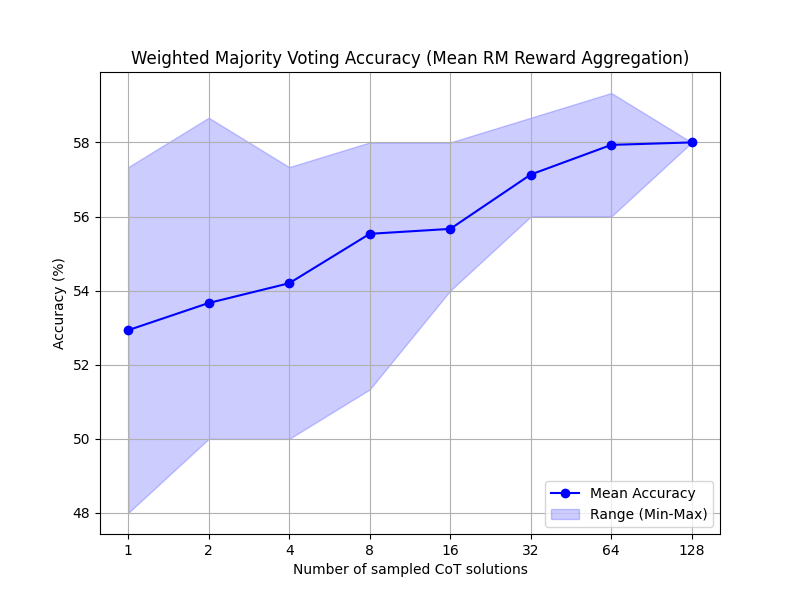 Weighted Majority Voting Accuracy (Mean RM Reward Aggregation)
Accuracy (%)
58
56
54
52
50
48
Mean Accuracy
Range (Min-Max)
1 2 4 8 16 32 64 128
Number of sampled CoT solutions